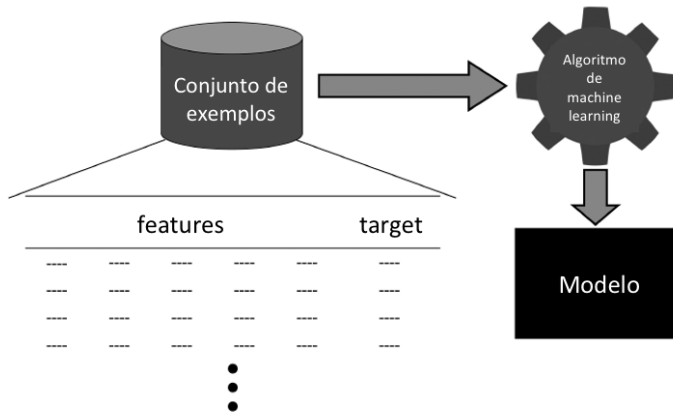 Conjunto de
exemplos
Algoritmo
de
machine
learning
features target
---- ---- ---- ---- ---- ----
---- ---- ---- ---- ---- ----
---- ---- ---- ---- ---- ----
---- ---- ---- ---- ---- ----
Modelo